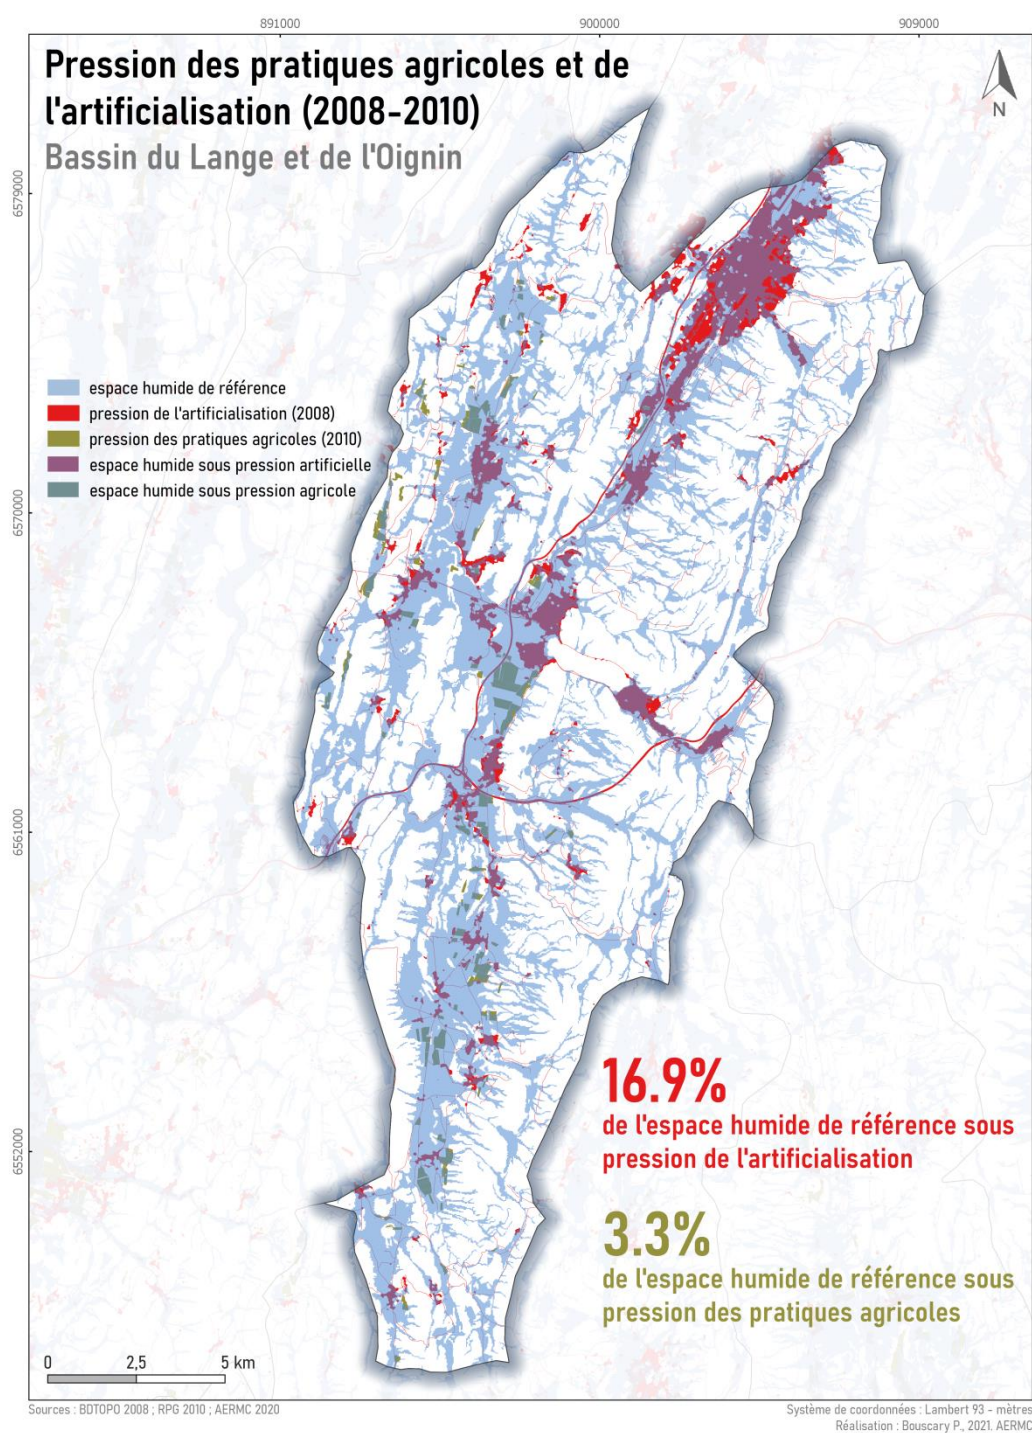 891000
900000
909000
Pression des pratiques agricoles et de
l'artificialisation (2008-2010)
Bassin du Lange et de l'Oignin
N
6579000
espace humide de référence
pression de l'artificialisation (2008)
pression des pratiques agricoles (2010)
espace humide sous pression artificielle
espace humide sous pression agricole
6570000
6561000
16.9%
de l'espace humide de référence sous
pression de l'artificialisation
6552000
3.3%
de l'espace humide de référence sous
pression des pratiques agricoles
0 2,5 5 km
Sources : BDTOPO 2008 ; RPG 2010 ; AERMC 2020
Système de coordonnées : Lambert 93 - mètres
Réalisation : Bouscary P., 2021. AERMC